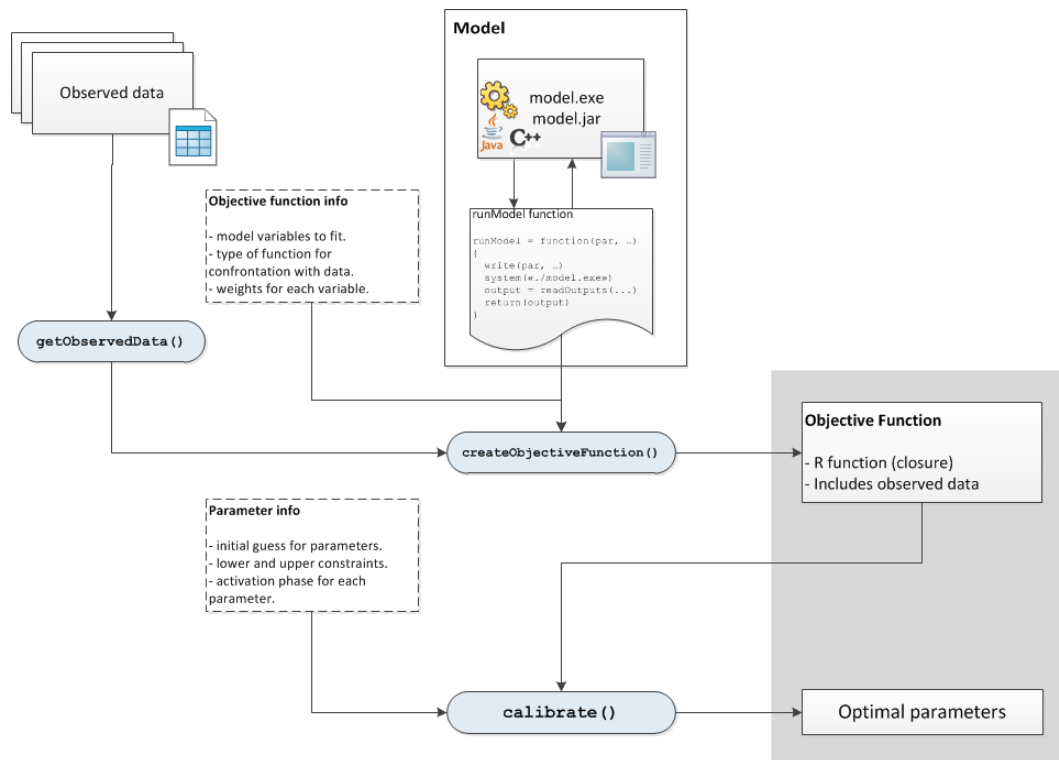 Model
Observed data
model.exe
model.jar
Java
C++
Objective function info
- model variables to fit.
- type of function for
confrontation with data.
- weights for each variable.
runModel function
runModel = function(par, …)
{
write(par, …)
system(«./model.exe»)
output = readOutputs(...)
return(output)
}
getObservedData()
createObjectiveFunction()
Objective Function
- R function (closure)
- Includes observed data
Parameter info
- initial guess for parameters.
- lower and upper constraints.
- activation phase for each
parameter.
calibrate()
Optimal parameters